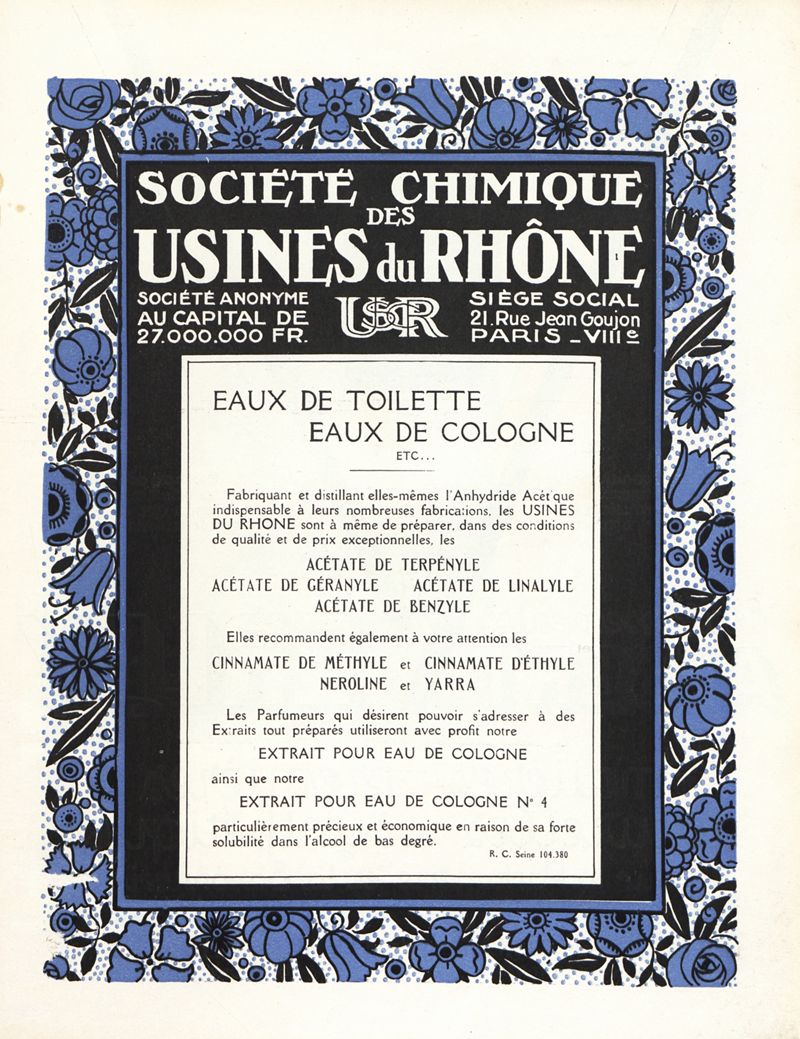 SOCIÉTÉ CHIMIQUE
DES
USINES du RHÔNE
SOCIÉTÉ ANONYME
AU CAPITAL DE
27.000.000 FR.
SCUR
SIÈGE SOCIAL
21. Rue Jean Goujon
PARIS _ VIIIe
EAUX DE TOILETTE
EAUX DE COLOGNE
ETC...
Fabriquant et distillant elles-mêmes l'Anhydride Acét que
indispensable à leurs nombreuses fabrications, les USINES
DU RHONE sont à même de préparer, dans des conditions
de qualité et de prix exceptionnelles, les
ACÉTATE DE TERPÉNYLE
ACÉTATE DE GÉRANYLE ACÉTATE DE LINALYLE
ACÉTATE DE BENZYLE
Elles recommandent également à votre attention les
CINNAMATE DE MÉTHYLE et CINNAMATE D'ÉTHYLE
NEROLINE et YARRA
Les Parfumeurs qui désirent pouvoir s'adresser à des
Extraits tout préparés utiliseront avec profit notre
EXTRAIT POUR EAU DE COLOGNE
ainsi que notre
EXTRAIT POUR EAU DE COLOGNE N° 4
particulièrement précieux et économique en raison de sa forte
solubilité dans l'alcool de bas degré.
R. C. Seine 104.380